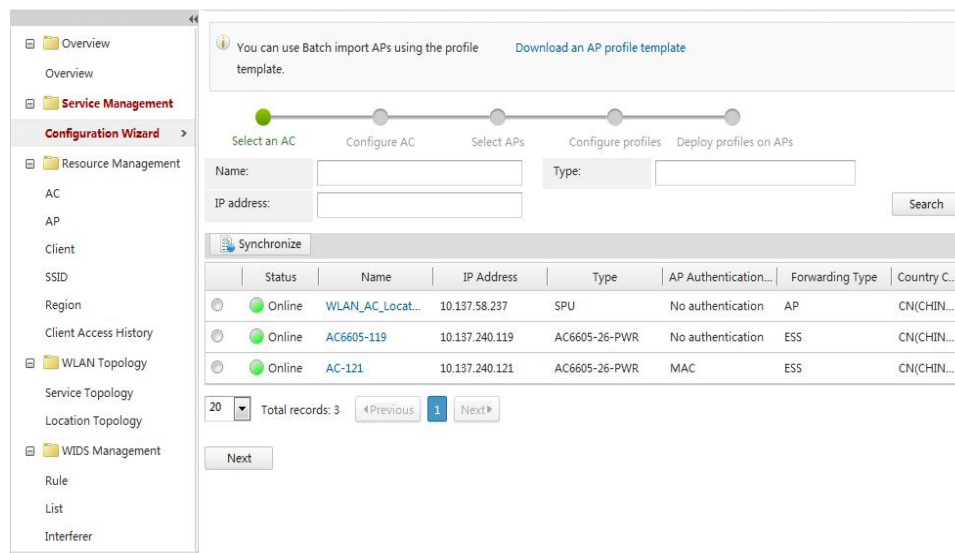 Overview
Overview
Service Management
Configuration Wizard
Resource Management
AC
AP
Client
SSID
Region
Client Access History
WLAN Topology
Service Topology
Location Topology
WIDS Management
Rule
List
Interferer
You can use Batch import APs using the profile template.
Download an AP profile template
Select an AC Configure AC Select APs Configure profiles Deploy profiles on APs
Name: Type:
IP address: Search
Synchronize
Status Name IP Address Type AP Authentication... Forwarding Type Country C...
Online WLAN_AC_Locat... 10.137.58.237 SPU No authentication AP CN(CHIN...
Online AC6605-119 10.137.240.119 AC6605-26-PWR No authentication ESS CN(CHIN...
Online AC-121 10.137.240.121 AC6605-26-PWR MAC ESS CN(CHIN...
20 Total records: 3 Previous 1 Next
Next